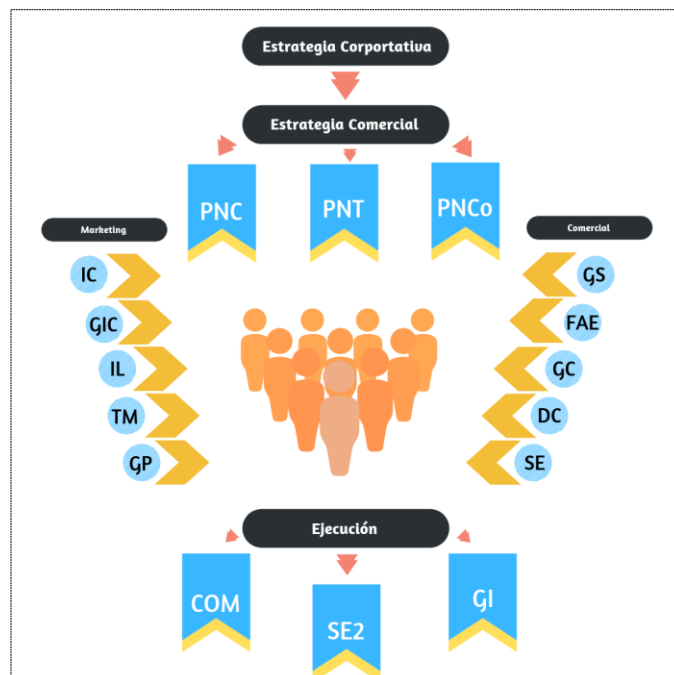 Estrategia Corportativa
Estrategia Comercial
PNC
PNT
PNCo
Marketing
Comercial
IC
GS
GIC
FAE
IL
GC
TM
DC
GP
SE
Ejecución
COM
SE2
GI